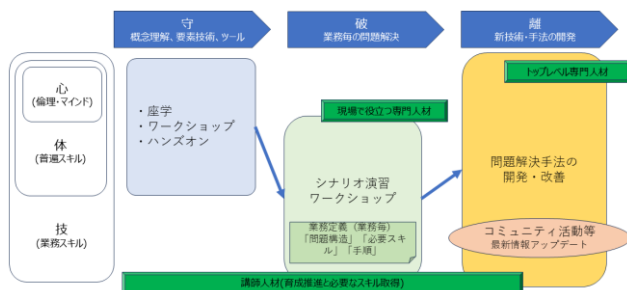 守
概念理解、要素技術、ツール
破
業務毎の問題解決
離
新技術・手法の開発
心
(倫理・マインド)
体
(普遍スキル)
技
(業務スキル)
・座学
・ワークショップ
・ハンズオン
現場で役立つ専門人材
シナリオ演習
ワークショップ
業務定義（業務毎）
「問題構造」「必要スキ
ル」「手順」
トップレベル専門人材
問題解決手法の
開発・改善
コミュニティ活動等
最新情報アップデート
講師人材(育成推進と必要なスキル取得)